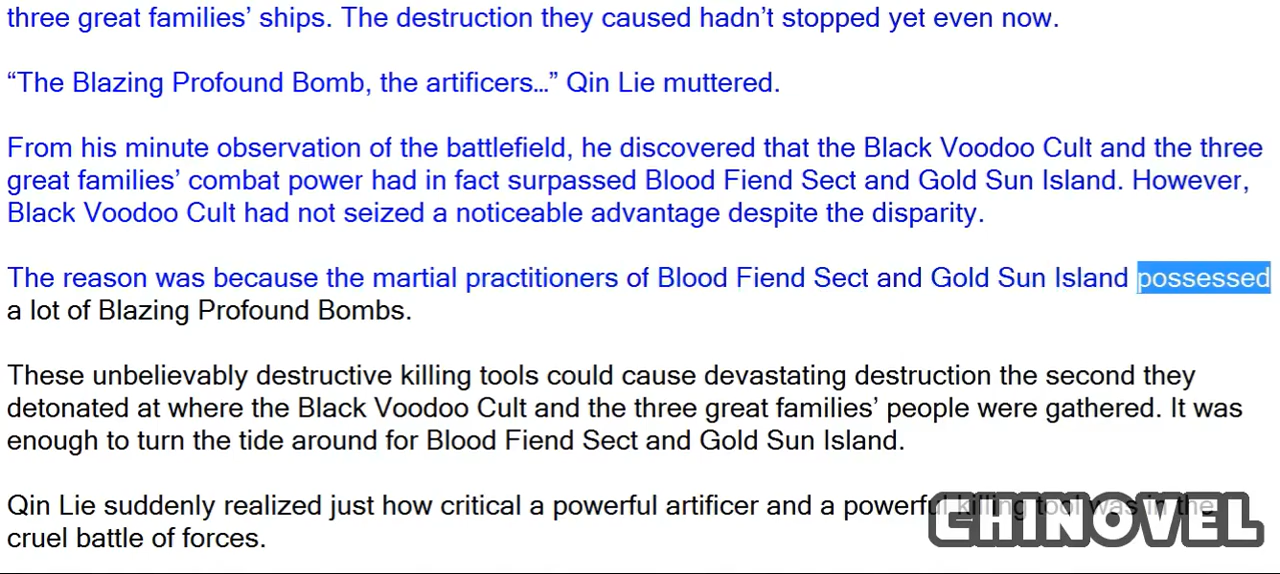 three great families’ ships. The destruction they caused hadn’t stopped yet even now.
“The Blazing Profound Bomb, the artificers…” Qin Lie muttered.
From his minute observation of the battlefield, he discovered that the Black Voodoo Cult and the three
great families’ combat power had in fact surpassed Blood Fiend Sect and Gold Sun Island. However,
Black Voodoo Cult had not seized a noticeable advantage despite the disparity.
The reason was because the martial practitioners of Blood Fiend Sect and Gold Sun Island possessed
a lot of Blazing Profound Bombs.
These unbelievably destructive killing tools could cause devastating destruction the second they
detonated at where the Black Voodoo Cult and the three great families’ people were gathered. It was
enough to turn the tide around for Blood Fiend Sect and Gold Sun Island.
Qin Lie suddenly realized just how critical a powerful artificer and a powerful killing tool was in the
cruel battle of forces.
CHINOVEL